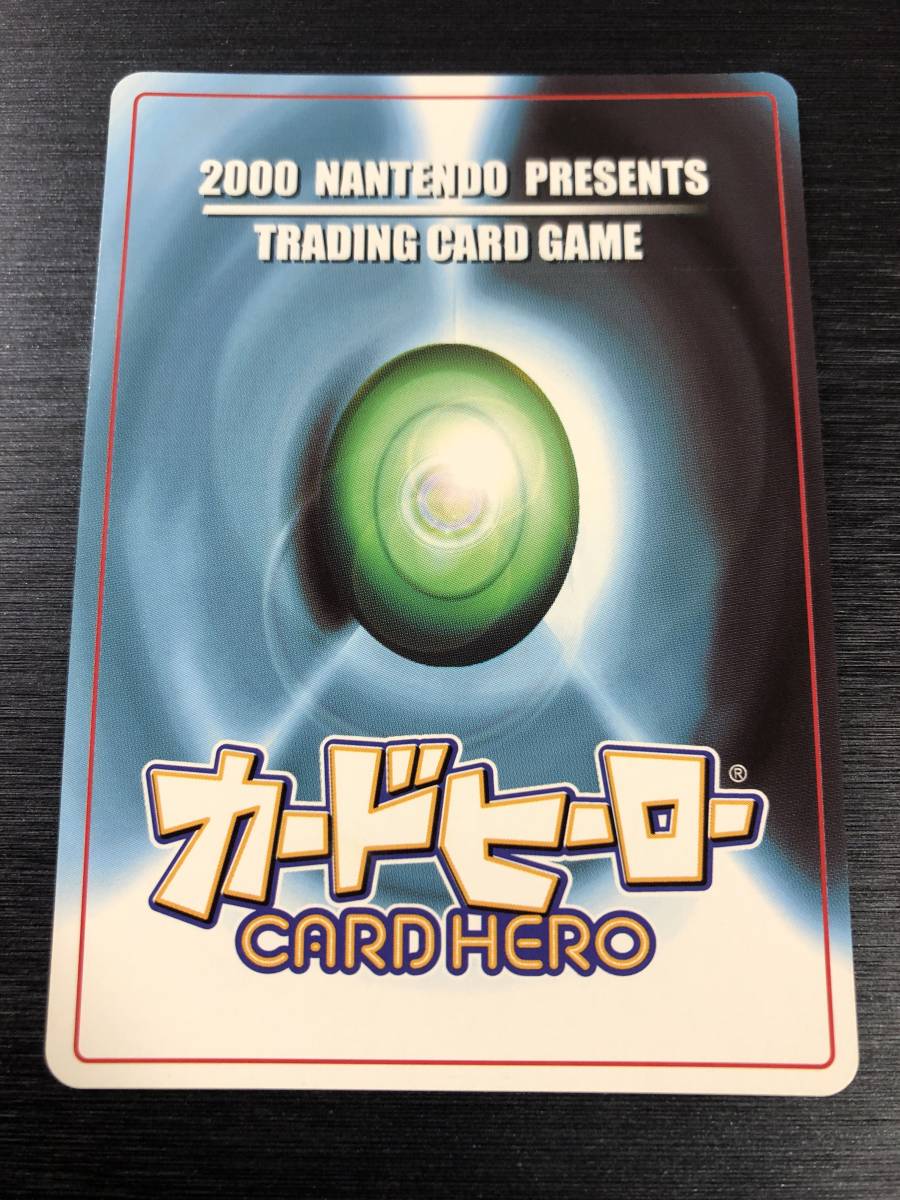 2000 NANTENDO PRESENTS
TRADING CARD GAME
カードヒーロー®
CARD HERO